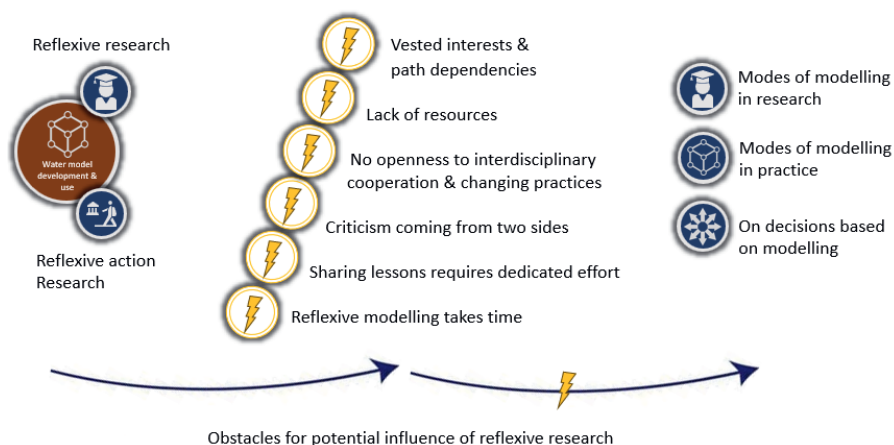 Reflexive research
Water model
development &
use
Reflexive action
Research
Vested interests &
path dependencies
Lack of resources
No openness to interdisciplinary
cooperation & changing practices
Criticism coming from two sides
Sharing lessons requires dedicated effort
Reflexive modelling takes time
Modes of modelling
in research
Modes of modelling
in practice
On decisions based
on modelling
Obstacles for potential influence of reflexive research